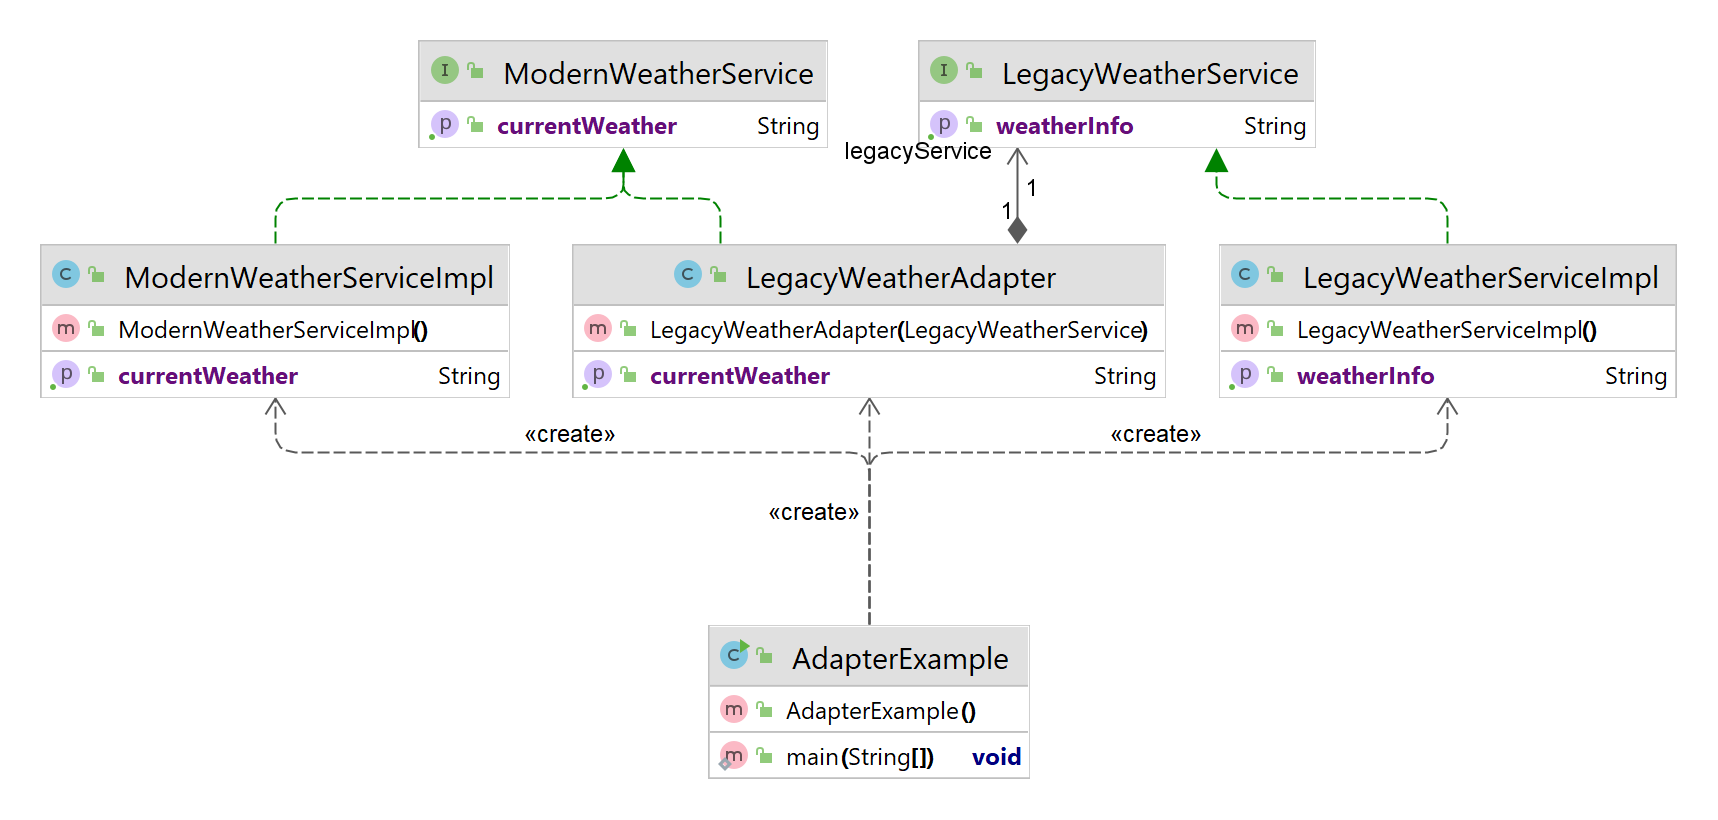 I ModernWeatherService
p currentWeather String
I LegacyWeatherService
p weatherInfo String
legacyService
1
1
C ModernWeatherServiceImpl
m ModernWeatherServiceImpl()
p currentWeather String
C LegacyWeatherAdapter
m LegacyWeatherAdapter(LegacyWeatherService)
p currentWeather String
C LegacyWeatherServiceImpl
m LegacyWeatherServiceImpl()
p weatherInfo String
«create»
«create»
«create»
C AdapterExample
m AdapterExample()
m main(String[]) void